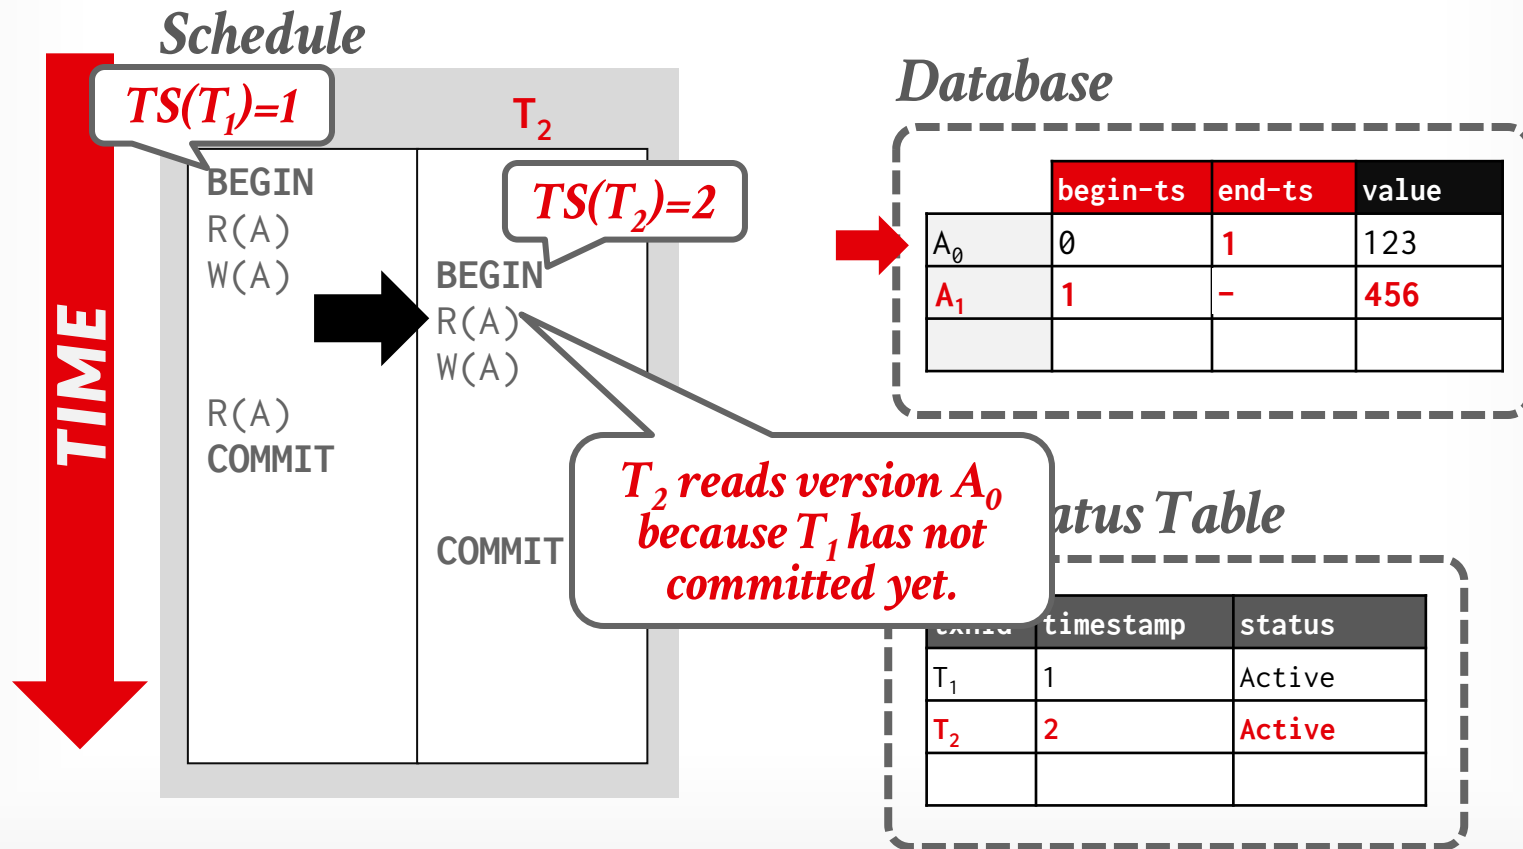 Schedule
TS(T1)=1
T2
BEGIN
R(A)
W(A)
R(A)
COMMIT
TS(T2)=2
BEGIN
R(A)
W(A)
COMMIT
TIME
T2 reads version A0
because T1 has not
committed yet.
Database
begin-ts end-ts value
A0 0 1 123
A1 1 - 456
Table
timestamp status
T1 1 Active
T2 2 Active